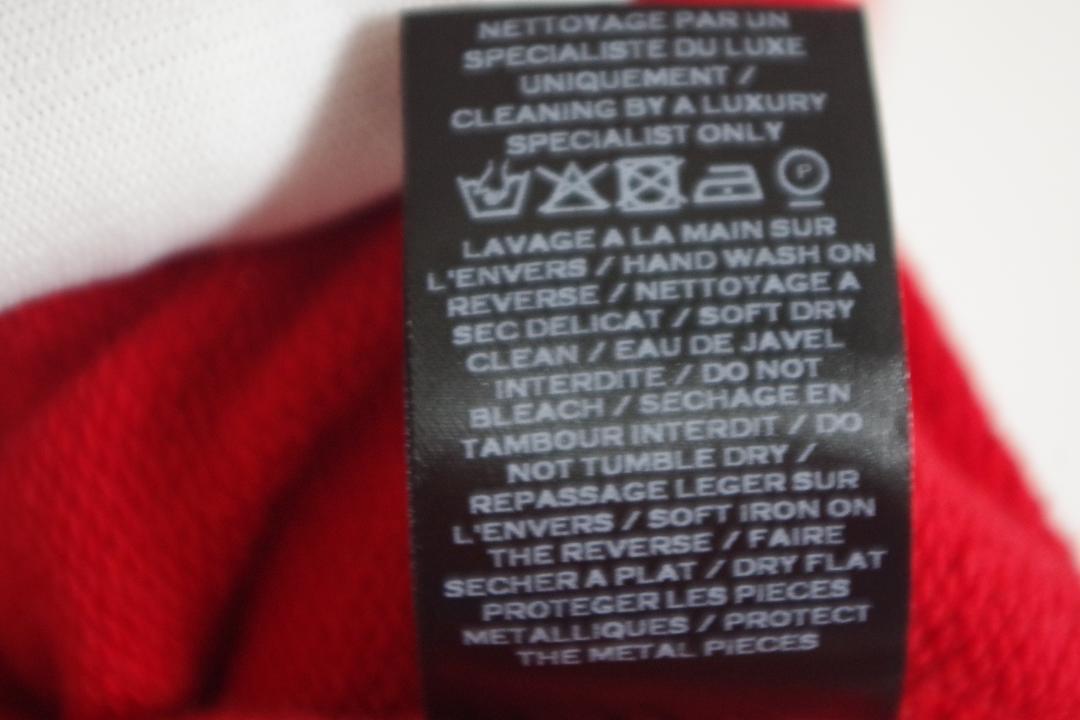 NETTOYAGE PAR UN
SPECIALISTE DU LUXE
UNIQUEMENT /
CLEANING BY A LUXURY
SPECIALIST ONLY
P
LAVAGE A LA MAIN SUR
L'ENVERS / HAND WASH ON
REVERSE / NETTOYAGE A
SEC DELICAT / SOFT DRY
CLEAN / EAU DE JAVEL
INTERDITE / DO NOT
BLEACH / SECHAGE EN
TAMBOUR INTERDIT / DO
NOT TUMBLE DRY /
REPASSAGE LEGER SUR
L'ENVERS / SOFT IRON ON
THE REVERSE / FAIRE
SECHER A PLAT / DRY FLAT
PROTEGER LES PIECES
METALLIQUES / PROTECT
THE METAL PIECES